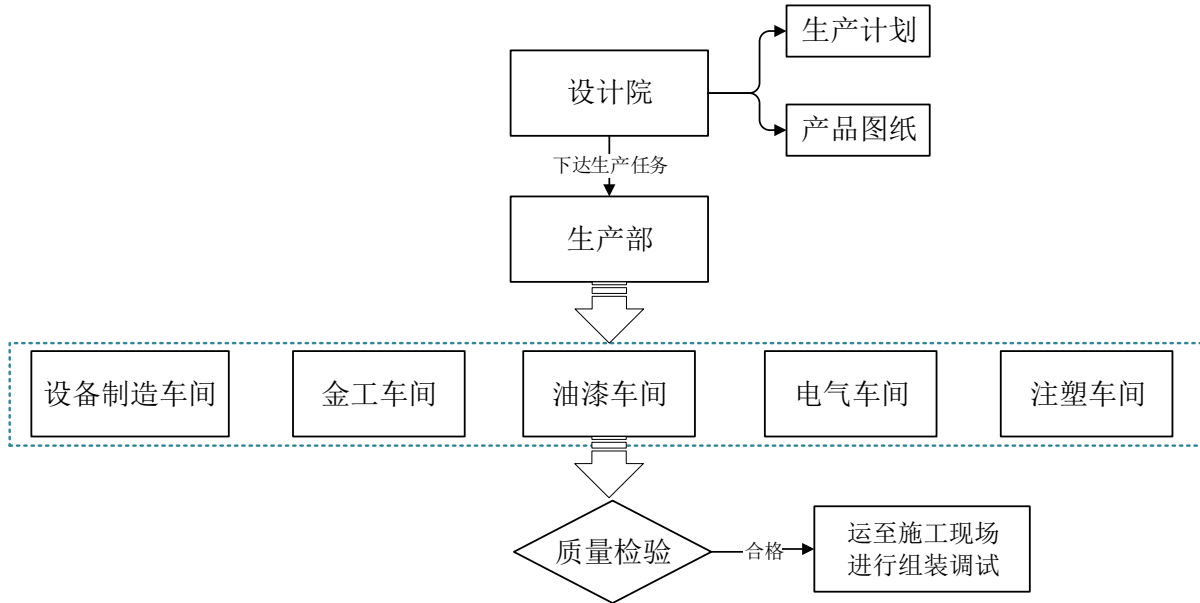 生产计划
设计院
产品图纸
下达生产任务
生产部
设备制造车间
金工车间
油漆车间
电气车间
注塑车间
质量检验
合格
运至施工现场
进行组装调试